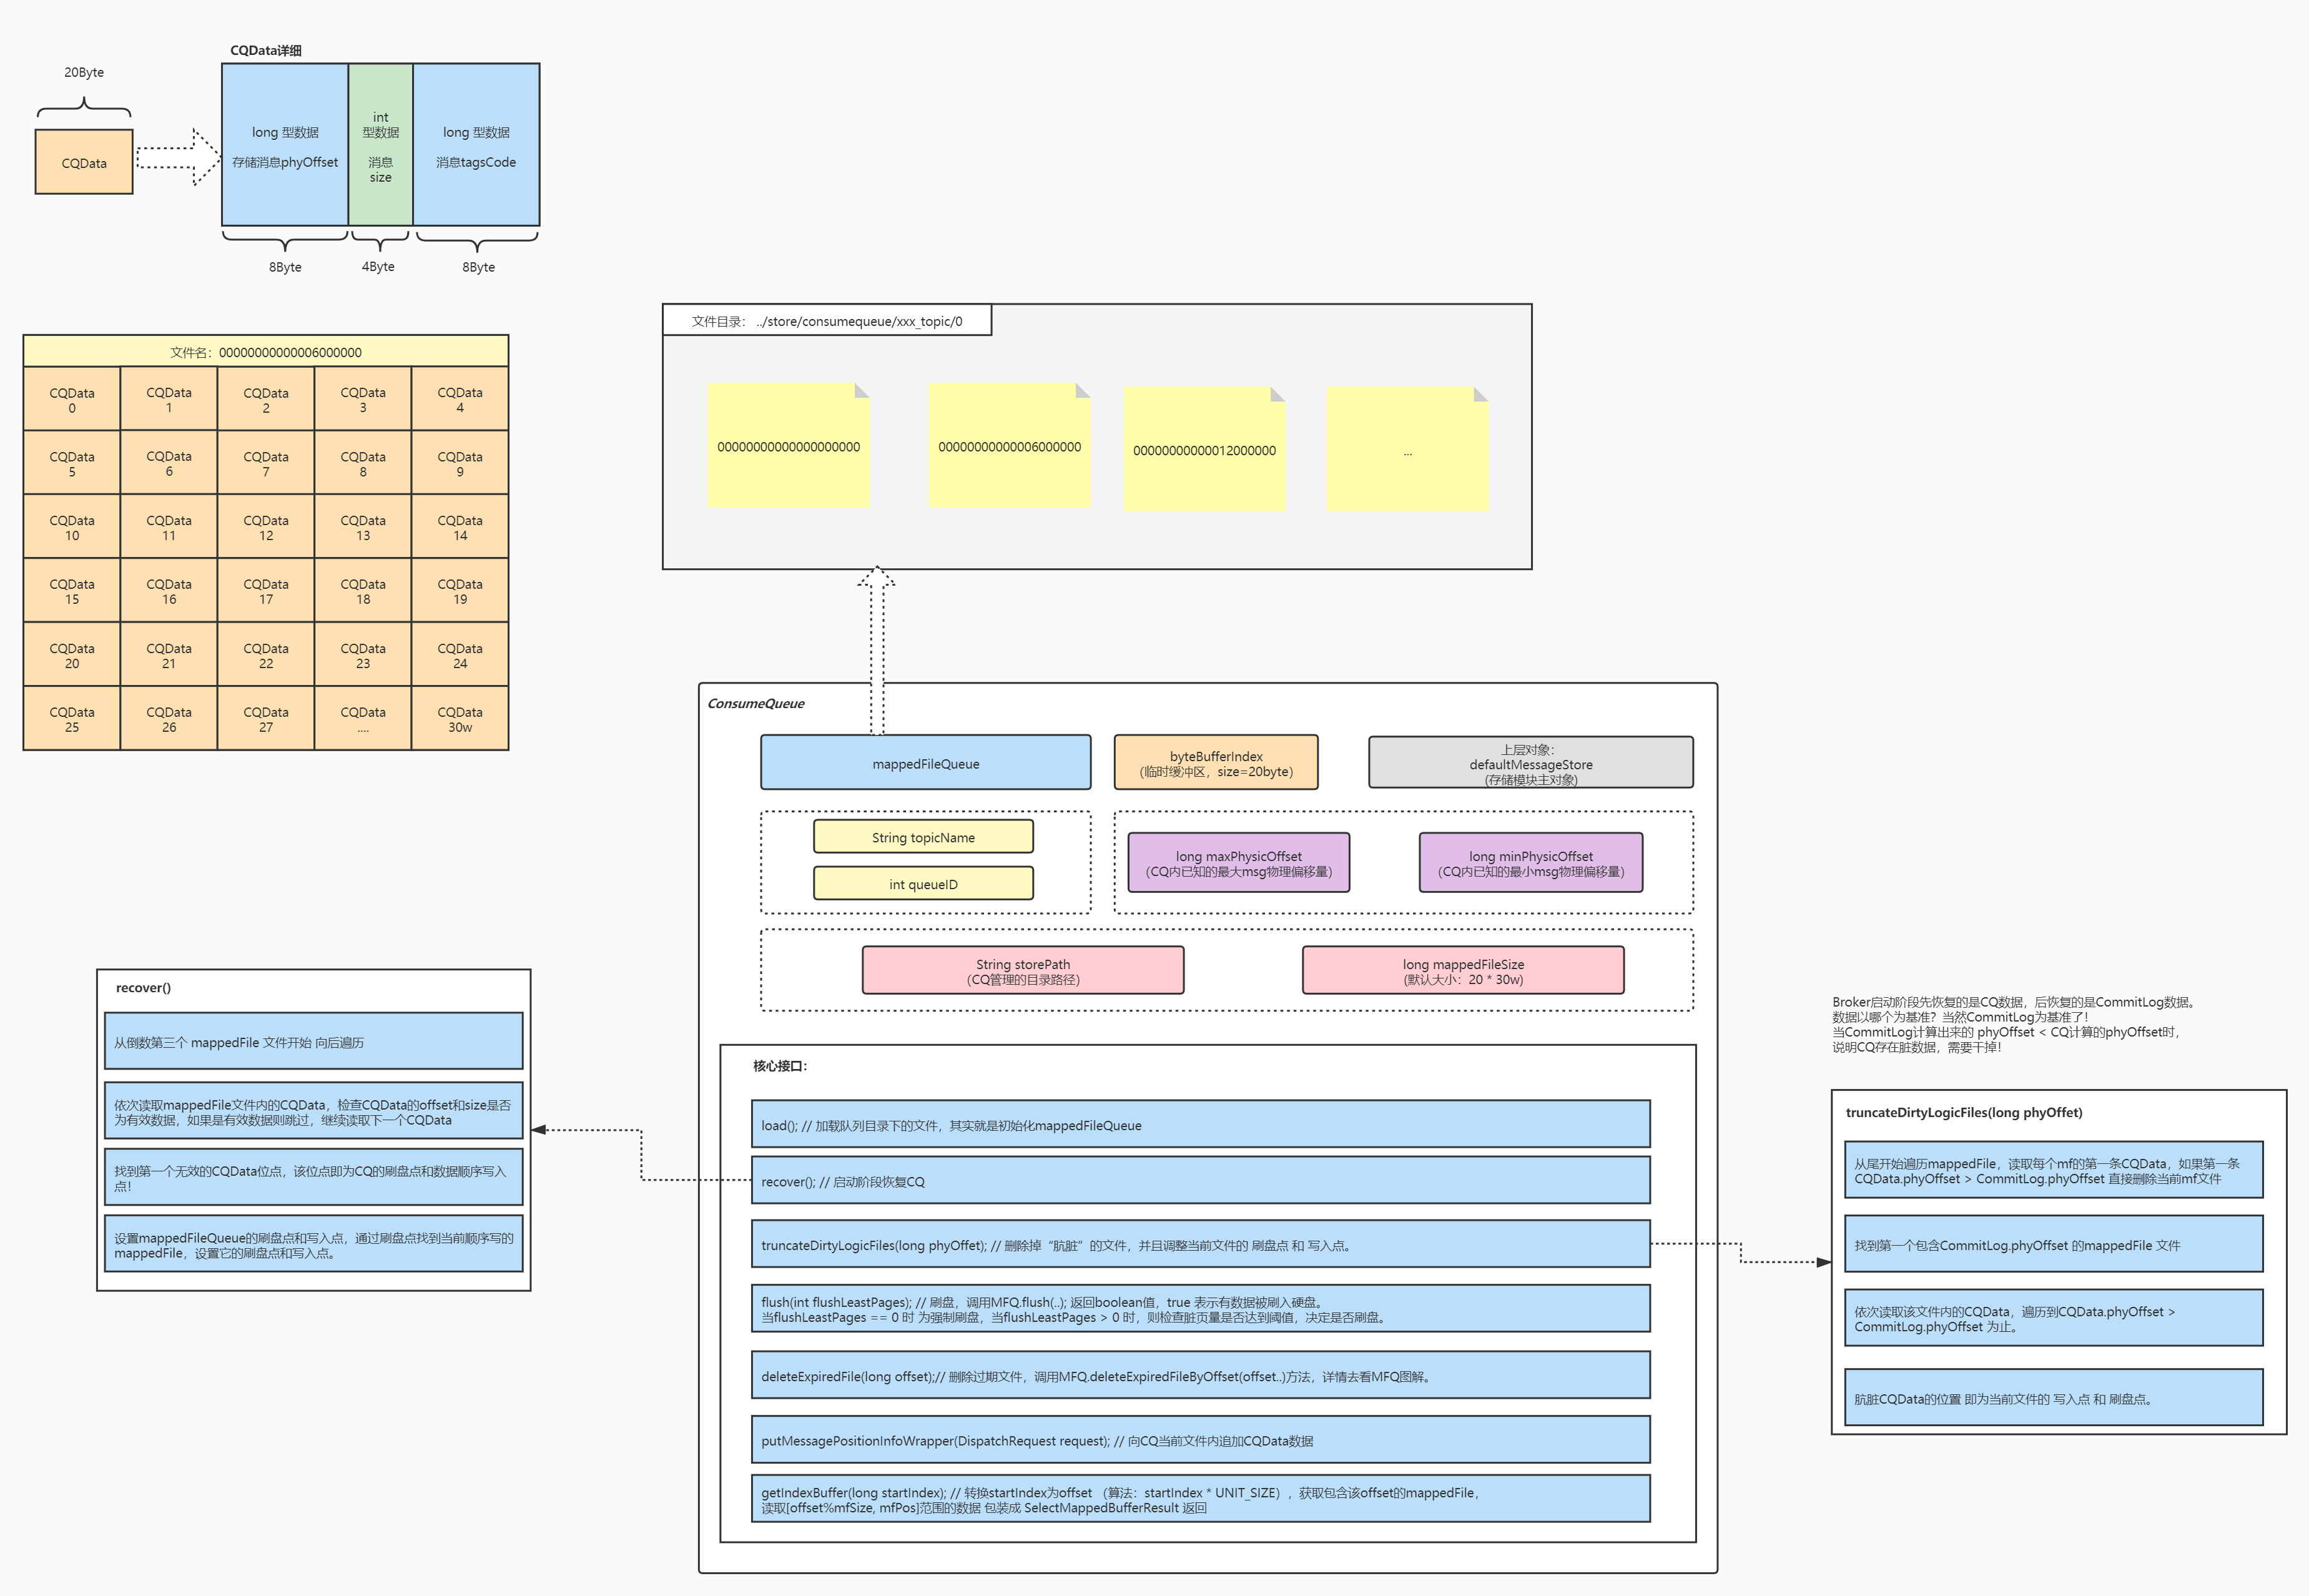 CQData详细
20Byte
CQData
long 型数据
存储消息phyOffset
int
型数据
消息
size
long 型数据
消息tagsCode
8Byte
4Byte
8Byte
文件名：00000000000006000000
CQData
0
CQData
1
CQData
2
CQData
3
CQData
4
CQData
5
CQData
6
CQData
7
CQData
8
CQData
9
CQData
10
CQData
11
CQData
12
CQData
13
CQData
14
CQData
15
CQData
16
CQData
17
CQData
18
CQData
19
CQData
20
CQData
21
CQData
22
CQData
23
CQData
24
CQData
25
CQData
26
CQData
27
CQData
....
CQData
30w
文件目录： ../store/consumequeue/xxx_topic/0
00000000000000000000
00000000000006000000
00000000000012000000
...
ConsumeQueue
mappedFileQueue
byteBufferIndex
（临时缓冲区，size=20byte）
上层对象：
defaultMessageStore
(存储模块主对象)
String topicName
int queueID
long maxPhysicOffset
（CQ内已知的最大msg物理偏移量）
long minPhysicOffset
（CQ内已知的最小msg物理偏移量）
String storePath
（CQ管理的目录路径）
long mappedFileSize
(默认大小：20 * 30w)
核心接口：
load(); // 加载队列目录下的文件，其实就是初始化mappedFileQueue
recover(); // 启动阶段恢复CQ
truncateDirtyLogicFiles(long phyOffet); // 删除掉“肮脏”的文件，并且调整当前文件的 刷盘点 和 写入点。
flush(int flushLeastPages); // 刷盘，调用MFQ.flush(..); 返回boolean值，true 表示有数据被刷入硬盘。
当flushLeastPages == 0 时 为强制刷盘，当flushLeastPages > 0 时，则检查脏页量是否达到阈值，决定是否刷盘。
deleteExpiredFile(long offset);// 删除过期文件，调用MFQ.deleteExpiredFileByOffset(offset..)方法，详情去看MFQ图解。
putMessagePositionInfoWrapper(DispatchRequest request); // 向CQ当前文件内追加CQData数据
getIndexBuffer(long startIndex); // 转换startIndex为offset （算法：startIndex * UNIT_SIZE），获取包含该offset的mappedFile，
读取[offset%mfSize, mfPos]范围的数据 包装成 SelectMappedBufferResult 返回
recover()
从倒数第三个 mappedFile 文件开始 向后遍历
依次读取mappedFile文件内的CQData，检查CQData的offset和size是否
为有效数据，如果是有效数据则跳过，继续读取下一个CQData
找到第一个无效的CQData位点，该位点即为CQ的刷盘点和数据顺序写入
点！
设置mappedFileQueue的刷盘点和写入点，通过刷盘点找到当前顺序写的
mappedFile，设置它的刷盘点和写入点。
Broker启动阶段先恢复的是CQ数据，后恢复的是CommitLog数据。
数据以哪个为基准？当然CommitLog为基准了！
当CommitLog计算出来的 phyOffset < CQ计算的phyOffset时，
说明CQ存在脏数据，需要干掉！
truncateDirtyLogicFiles(long phyOffet)
从尾开始遍历mappedFile，读取每个mf的第一条CQData，如果第一条
CQData.phyOffset > CommitLog.phyOffset 直接删除当前mf文件
找到第一个包含CommitLog.phyOffset 的mappedFile 文件
依次读取该文件内的CQData，遍历到CQData.phyOffset >
CommitLog.phyOffset 为止。
肮脏CQData的位置 即为当前文件的 写入点 和 刷盘点。